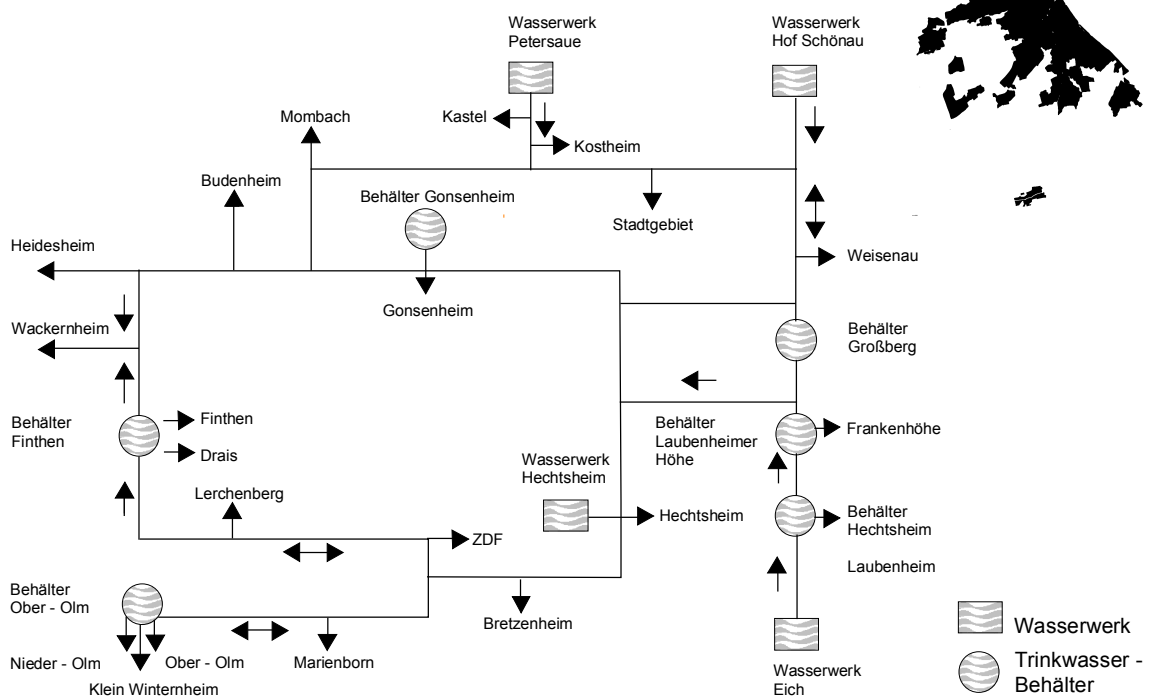 Wasserwerk
Petersaue
Wasserwerk
Hof Schönau
Mombach
Kastel
Kostheim
Budenheim
Behälter Gonsenheim
Stadtgebiet
Heidesheim
Weisenau
Gonsenheim
Wackernheim
Behälter
Großberg
Behälter
Finthen
Finthen
Drais
Behälter
Laubenheimer
Höhe
Frankenhöhe
Wasserwerk
Hechtsheim
Lerchenberg
Hechtsheim
Behälter
Hechtsheim
ZDF
Laubenheim
Behälter
Ober - Olm
Bretzenheim
Nieder - Olm
Ober - Olm
Marienborn
Klein Winternheim
Wasserwerk
Eich
Wasserwerk
Trinkwasser -
Behälter